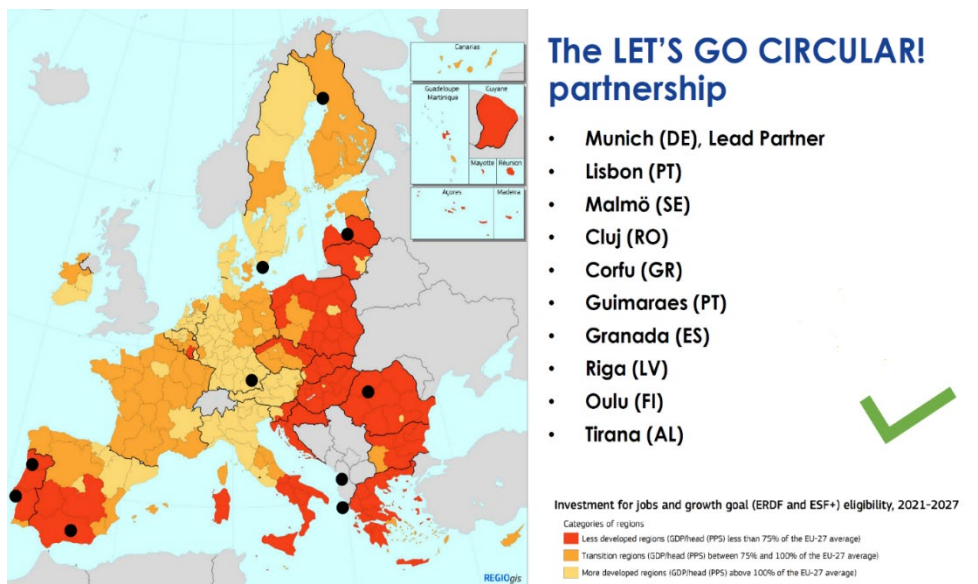 Canarias
Guadeloupe
Martinique
Guyane
Mayotte
Réunion
Açores
Madeira
REGIOgis
The LET'S GO CIRCULAR!
partnership
• Munich (DE), Lead Partner
• Lisbon (PT)
• Malmö (SE)
• Cluj (RO)
• Corfu (GR)
• Guimaraes (PT)
• Granada (ES)
• Riga (LV)
• Oulu (FI)
• Tirana (AL)
Investment for jobs and growth goal (ERDF and ESF+) eligibility, 2021-2027
Categories of regions
Less developed regions (GDP/head (PPS) less than 75% of the EU-27 average)
Transition regions (GDP/head (PPS) between 75% and 100% of the EU-27 average)
More developed regions (GDP/head (PPS) above 100% of the EU-27 average)